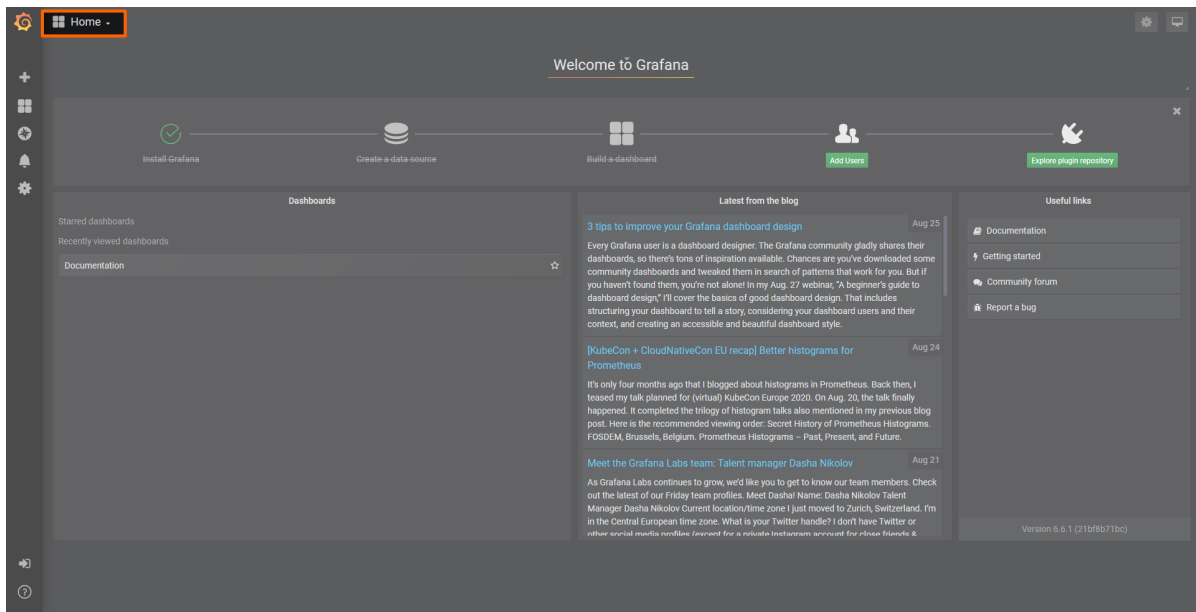 Home
Welcome to Grafana
Install Grafana
Create a data source
Build a dashboard
Add Users
Explore plugin repository
Dashboards
Starred dashboards
Recently viewed dashboards
Documentation
Latest from the blog
3 tips to improve your Grafana dashboard design
Aug 25
Every Grafana user is a dashboard designer. The Grafana community gladly shares their
dashboards, so there's tons of inspiration available. Chances are you've downloaded some
community dashboards and tweaked them in search of patterns that work for you. But if
you haven't found them, you're not alone! In my Aug. 27 webinar, "A beginner's guide to
dashboard design," I'll cover the basics of good dashboard design. That includes
structuring your dashboard to tell a story, considering your dashboard users and their
context, and creating an accessible and beautiful dashboard style.
[KubeCon + CloudNativeCon EU recap] Better histograms for
Prometheus
Aug 24
It's only four months ago that I blogged about histograms in Prometheus. Back then, I
teased my talk planned for (virtual) KubeCon Europe 2020. On Aug. 20, the talk finally
happened. It completed the trilogy of histogram talks also mentioned in my previous blog
post. Here is the recommended viewing order: Secret History of Prometheus Histograms.
FOSDEM, Brussels, Belgium. Prometheus Histograms – Past, Present, and Future.
Meet the Grafana Labs team: Talent manager Dasha Nikolov
Aug 21
As Grafana Labs continues to grow, we'd like you to get to know our team members. Check
out the latest of our Friday team profiles. Meet Dasha! Name: Dasha Nikolov Talent
Manager Dasha Nikolov Current location/time zone I just moved to Zurich, Switzerland. I'm
in the Central European time zone. What is your Twitter handle? I don't have Twitter or
other social media profiles (except for a private Instagram account for close friends &
Useful links
Documentation
Getting started
Community forum
Report a bug
Version 6.6.1 (21bf8b71bc)